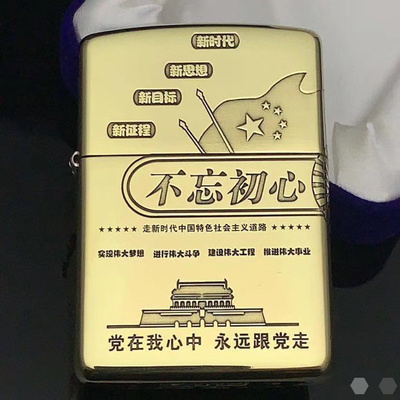 新时代
新思想
新目标
新征程
不忘初心
★★★★★ 走新时代中国特色社会主义道路 ★★★★★
实现伟大梦想 进行伟大斗争 建设伟大工程 推进伟大事业
党在我心中 永远跟党走